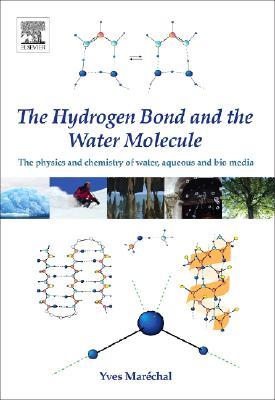 ELSEVIER
The Hydrogen Bond and the
Water Molecule
The physics and chemistry of water, aqueous and bio media
Yves Maréchal